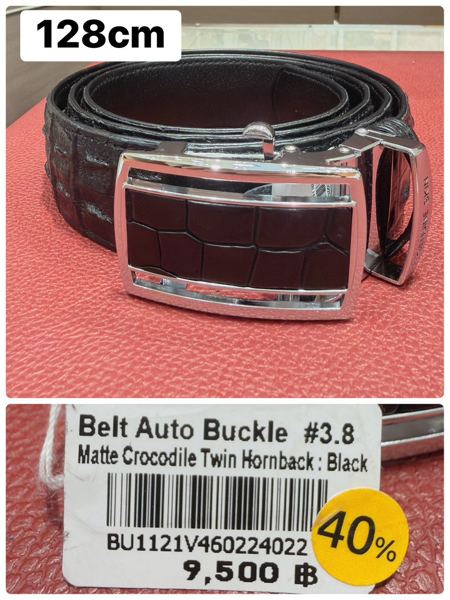 128cm
Belt Auto Buckle #3.8
Matte Crocodile Twin Hornback : Black
BU1121V460224022
40%
9,500 ฿